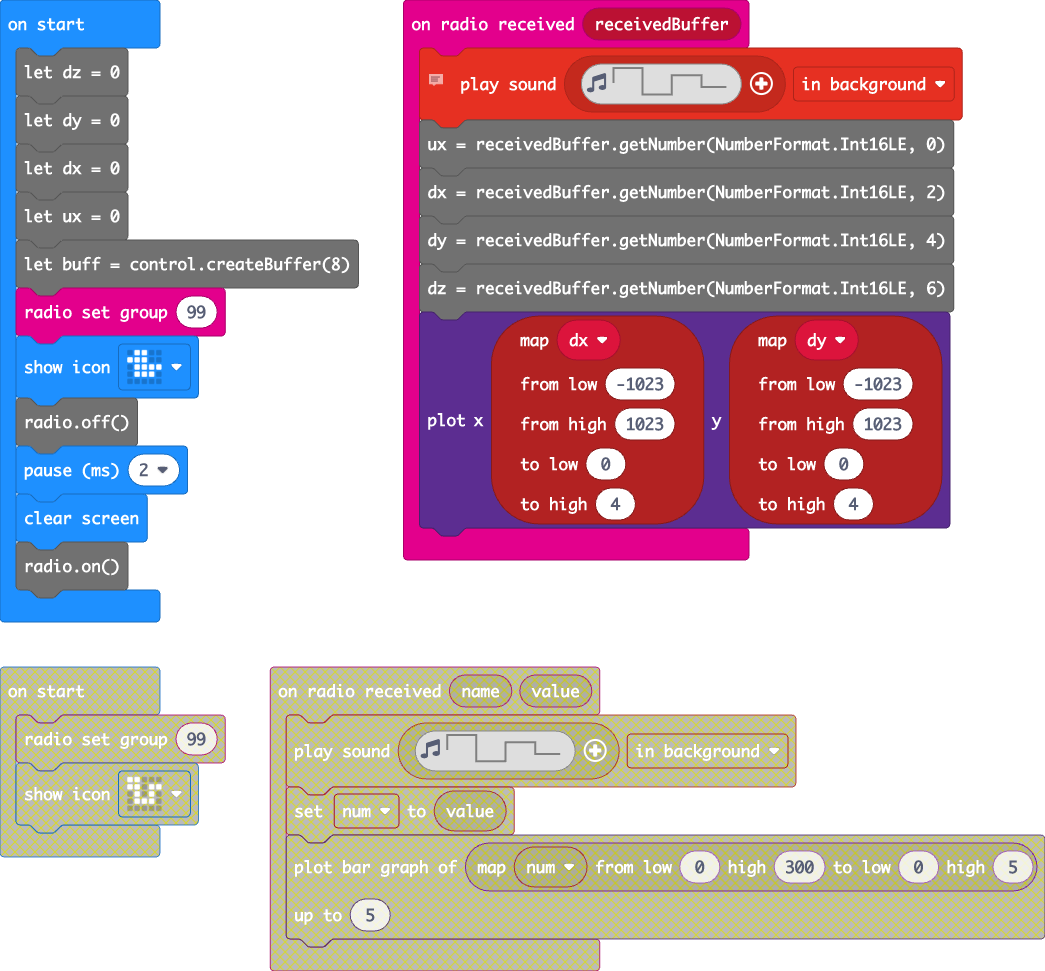 on start
let dz = 0
let dy = 0
let dx = 0
let ux = 0
let buff = control.createBuffer(8)
radio set group 99
show icon
radio.off()
pause (ms) 2
clear screen
radio.on()
on radio received receivedBuffer
play sound in background
ux = receivedBuffer.getNumber(NumberFormat.Int16LE, 0)
dx = receivedBuffer.getNumber(NumberFormat.Int16LE, 2)
dy = receivedBuffer.getNumber(NumberFormat.Int16LE, 4)
dz = receivedBuffer.getNumber(NumberFormat.Int16LE, 6)
plot x
map dx
from low -1023
from high 1023
to low 0
to high 4
y
map dy
from low -1023
from high 1023
to low 0
to high 4
on start
radio set group 99
show icon
on radio received name value
play sound in background
set num to value
plot bar graph of map num from low 0 high 300 to low 0 high 5
up to 5